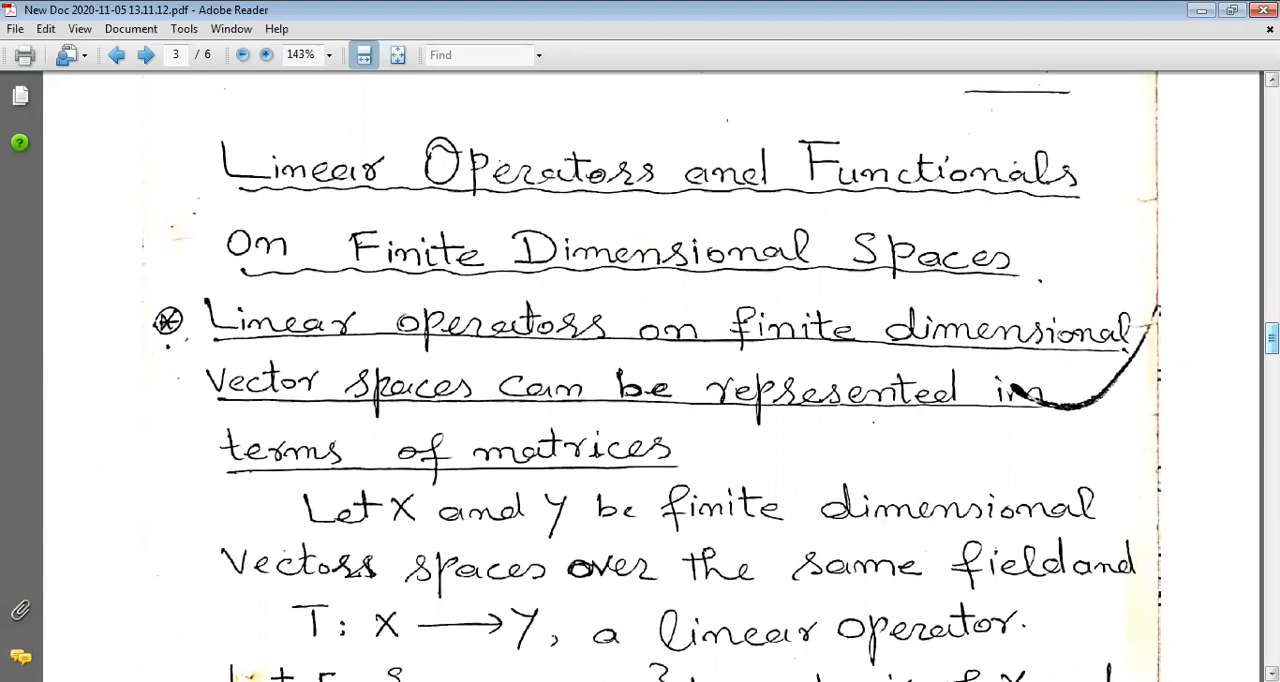 New Doc 2020-11-05 13.11.12.pdf - Adobe Reader
File Edit View Document Tools Window Help
3 / 6 143% Find
Linear Operators and Functionals
On Finite Dimensional Spaces.
Linear operators on finite dimensional
vector spaces can be represented in
terms of matrices
Let X and Y be finite dimensional
Vectors spaces over the same field and
T: X → Y, a linear operator.